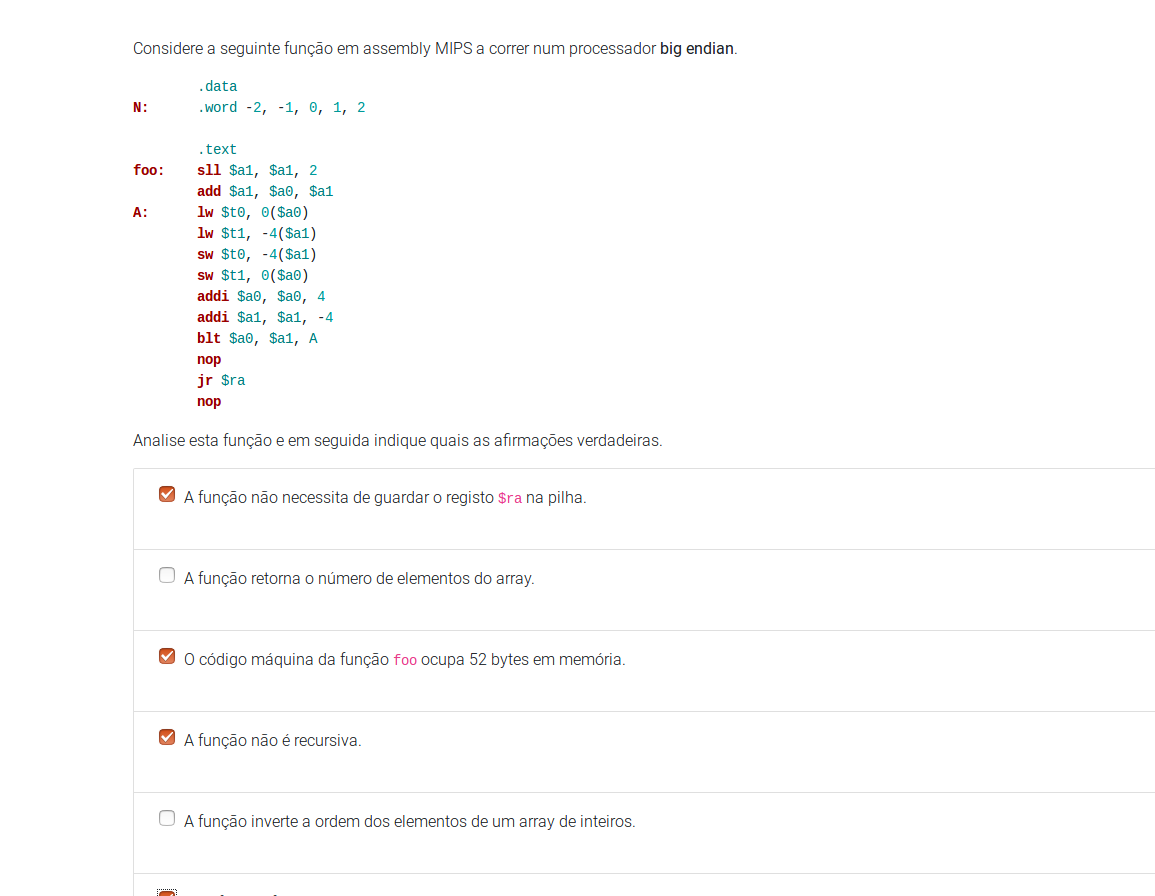 Considere a seguinte função em assembly MIPS a correr num processador big endian.
.data
N: .word -2, -1, 0, 1, 2
.text
foo: sll $a1, $a1, 2
add $a1, $a0, $a1
A: lw $t0, 0($a0)
lw $t1, -4($a1)
sw $t0, -4($a1)
sw $t1, 0($a0)
addi $a0, $a0, 4
addi $a1, $a1, -4
blt $a0, $a1, A
nop
jr $ra
nop
Analise esta função e em seguida indique quais as afirmações verdadeiras.
A função não necessita de guardar o registo $ra na pilha.
A função retorna o número de elementos do array.
O código máquina da função foo ocupa 52 bytes em memória.
A função não é recursiva.
A função inverte a ordem dos elementos de um array de inteiros.